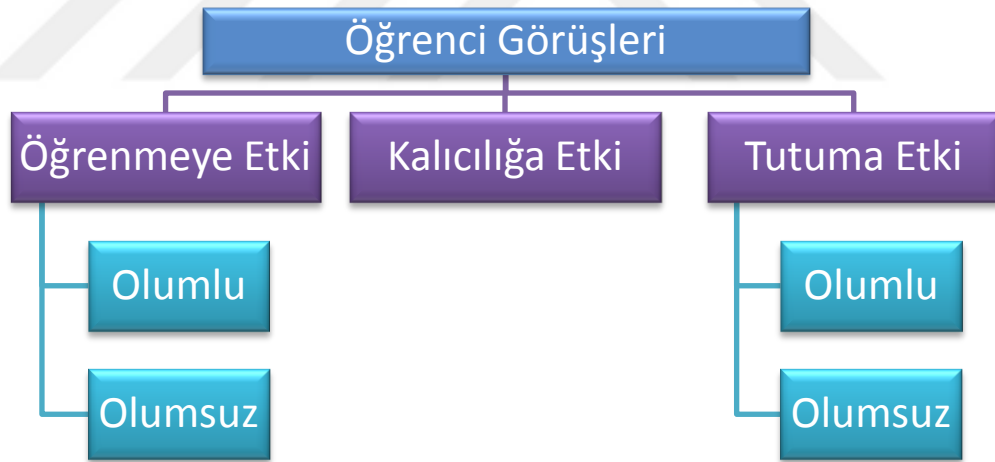 Öğrenci Görüşleri
Öğrenmeye Etki
Kalıcılığa Etki
Tutuma Etki
Olumlu
Olumlu
Olumsuz
Olumsuz